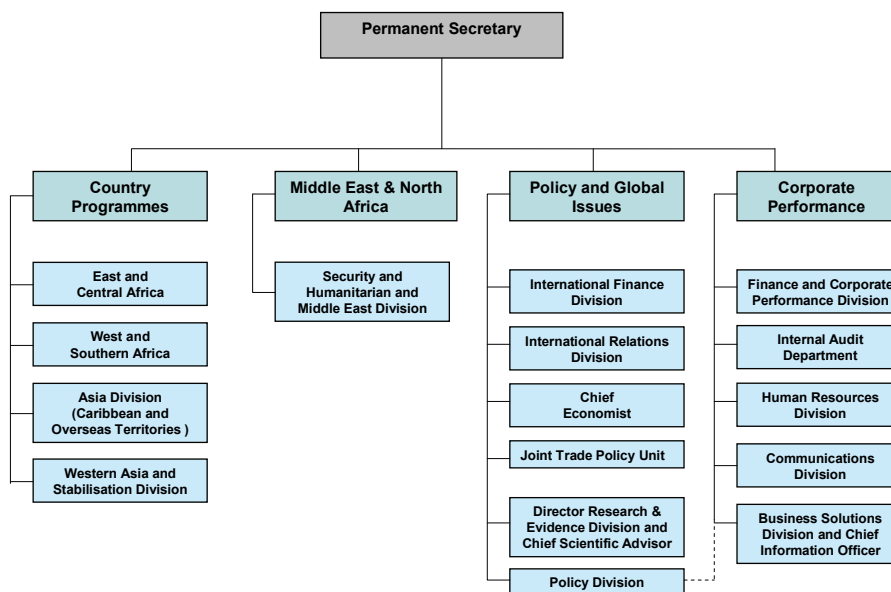 Permanent Secretary
Country
Programmes
Middle East & North
Africa
Policy and Global
Issues
Corporate
Performance
East and
Central Africa
West and
Southern Africa
Asia Division
(Caribbean and
Overseas Territories )
Western Asia and
Stabilisation Division
Security and
Humanitarian and
Middle East Division
International Finance
Division
International Relations
Division
Chief
Economist
Joint Trade Policy Unit
Director Research &
Evidence Division and
Chief Scientific Advisor
Policy Division
Finance and Corporate
Performance Division
Internal Audit
Department
Human Resources
Division
Communications
Division
Business Solutions
Division and Chief
Information Officer